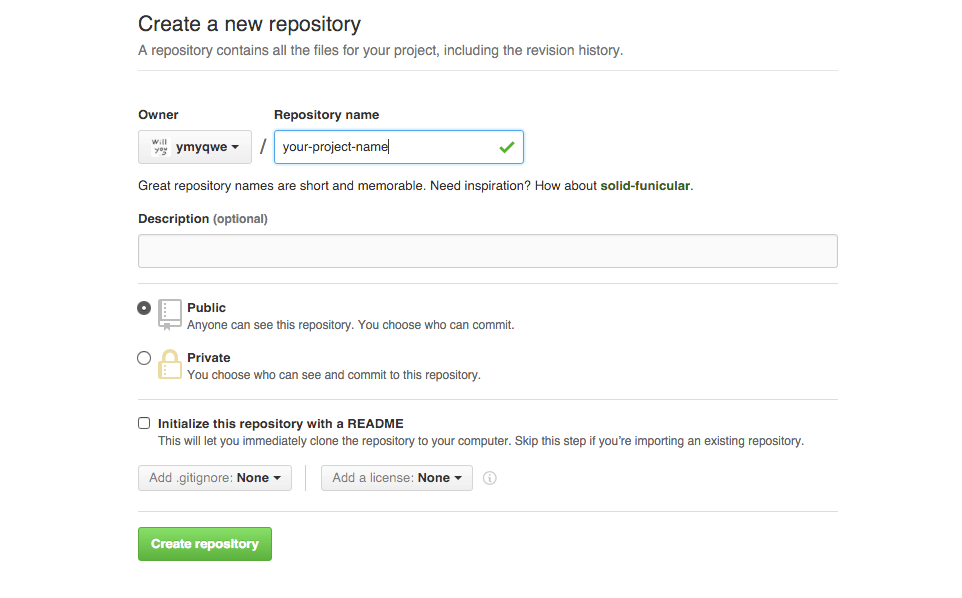 Create a new repository
A repository contains all the files for your project, including the revision history.
Owner
Repository name
Will you ymyqwe / your-project-name
Great repository names are short and memorable. Need inspiration? How about solid-funicular.
Description (optional)
Public
Anyone can see this repository. You choose who can commit.
Private
You choose who can see and commit to this repository.
Initialize this repository with a README
This will let you immediately clone the repository to your computer. Skip this step if you're importing an existing repository.
Add .gitignore: None
Add a license: None
Create repository